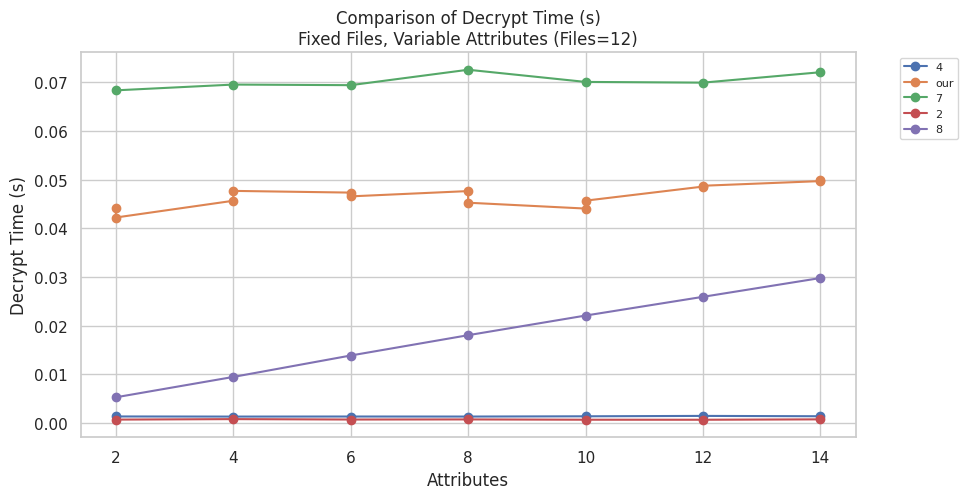 Comparison of Decrypt Time (s)
Fixed Files, Variable Attributes (Files=12)
4
our
7
2
8
Decrypt Time (s)
0.07
0.06
0.05
0.04
0.03
0.02
0.01
0.00
2 4 6 8 10 12 14
Attributes